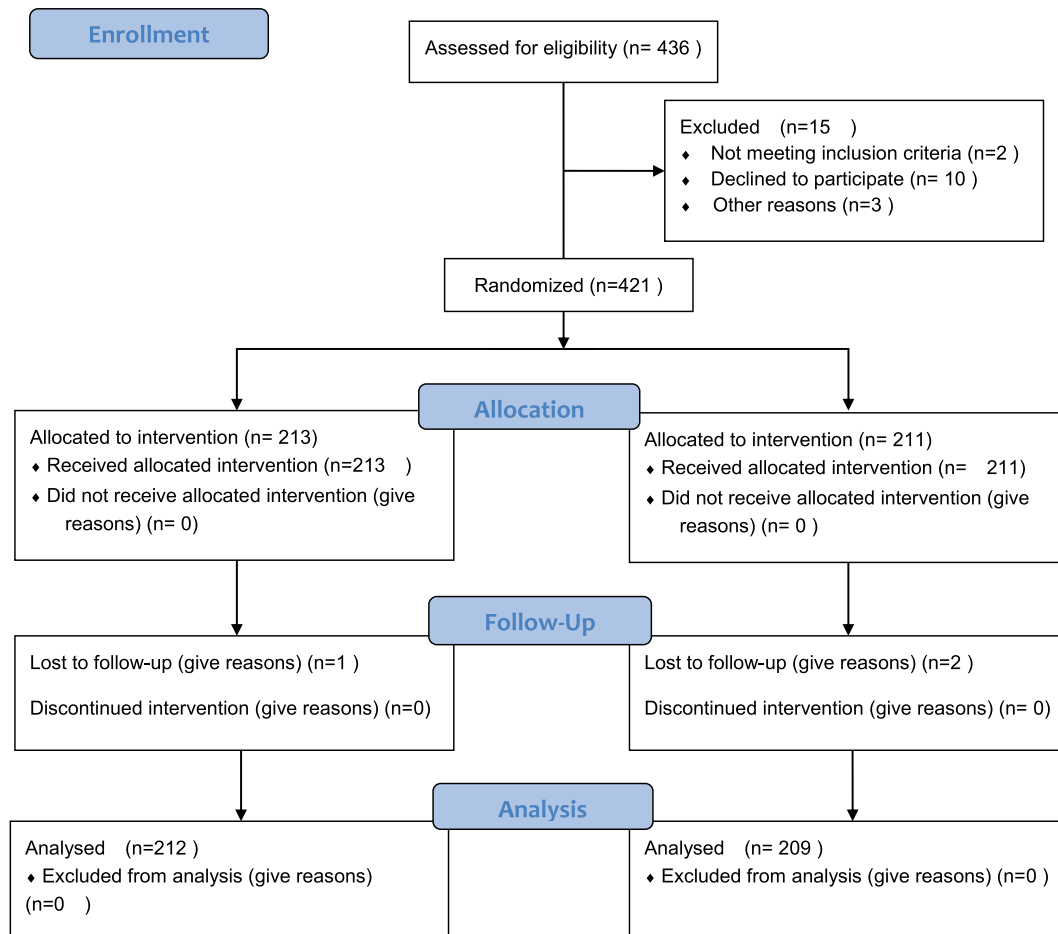 Enrollment
Assessed for eligibility (n= 436 )
Excluded (n=15 )
♦ Not meeting inclusion criteria (n=2 )
♦ Declined to participate (n= 10 )
♦ Other reasons (n=3 )
Randomized (n=421 )
Allocation
Allocated to intervention (n= 213)
♦ Received allocated intervention (n=213 )
♦ Did not receive allocated intervention (give
reasons) (n= 0)
Allocated to intervention (n= 211)
♦ Received allocated intervention (n= 211)
♦ Did not receive allocated intervention (give
reasons) (n= 0 )
Follow-Up
Lost to follow-up (give reasons) (n=1 )
Discontinued intervention (give reasons) (n=0)
Lost to follow-up (give reasons) (n=2 )
Discontinued intervention (give reasons) (n= 0)
Analysis
Analysed (n=212 )
♦ Excluded from analysis (give reasons)
(n=0 )
Analysed (n= 209 )
♦ Excluded from analysis (give reasons) (n=0 )